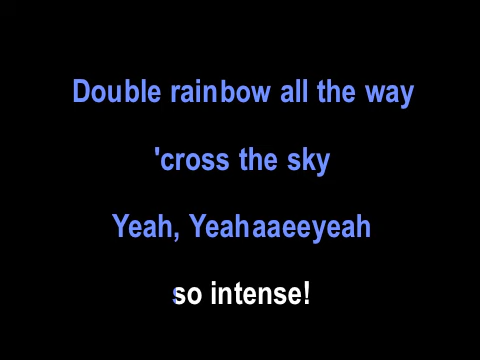 Double rainbow all the way
'cross the sky
Yeah, Yeahaaeeyeah
so intense!